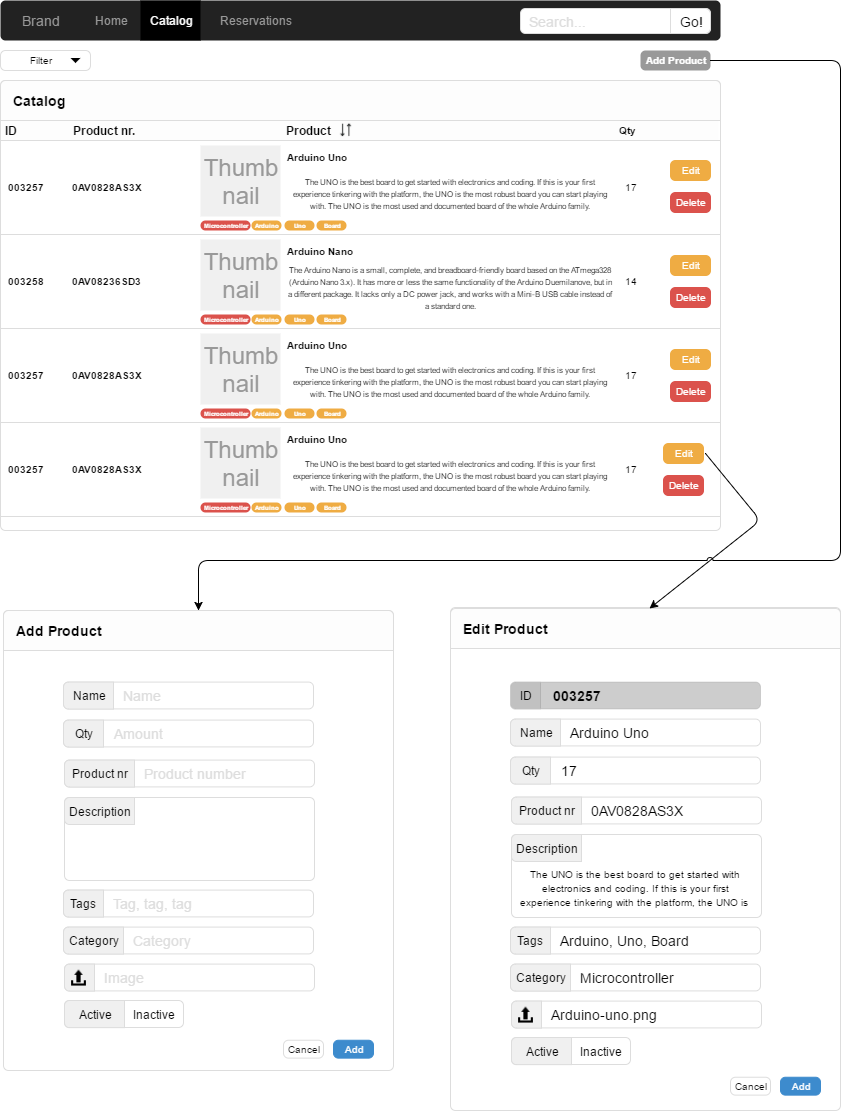 Brand Home Catalog Reservations Search... Go!
Filter Add Product
Catalog
ID Product nr. Product Qty
003257 0AV0828AS3X Thumb
nail
Arduino Uno
The UNO is the best board to get started with electronics and coding. If this is your first
experience tinkering with the platform, the UNO is the most robust board you can start playing
with. The UNO is the most used and documented board of the whole Arduino family.
17
Edit
Delete
Microcontroller Arduino Uno Board
003258 0AV08236SD3 Thumb
nail
Arduino Nano
The Arduino Nano is a small, complete, and breadboard-friendly board based on the ATmega328
(Arduino Nano 3.x). It has more or less the same functionality of the Arduino Duemilanove, but in
a different package. It lacks only a DC power jack, and works with a Mini-B USB cable instead of
a standard one.
14
Edit
Delete
Microcontroller Arduino Uno Board
003257 0AV0828AS3X Thumb
nail
Arduino Uno
The UNO is the best board to get started with electronics and coding. If this is your first
experience tinkering with the platform, the UNO is the most robust board you can start playing
with. The UNO is the most used and documented board of the whole Arduino family.
17
Edit
Delete
Microcontroller Arduino Uno Board
003257 0AV0828AS3X Thumb
nail
Arduino Uno
The UNO is the best board to get started with electronics and coding. If this is your first
experience tinkering with the platform, the UNO is the most robust board you can start playing
with. The UNO is the most used and documented board of the whole Arduino family.
17
Edit
Delete
Microcontroller Arduino Uno Board
Add Product
Name Name
Qty Amount
Product nr Product number
Description
Tags Tag, tag, tag
Category Category
Image
Active Inactive
Cancel Add
Edit Product
ID 003257
Name Arduino Uno
Qty 17
Product nr 0AV0828AS3X
Description
The UNO is the best board to get started with
electronics and coding. If this is your first
experience tinkering with the platform, the UNO is
Tags Arduino, Uno, Board
Category Microcontroller
Arduino-uno.png
Active Inactive
Cancel Add